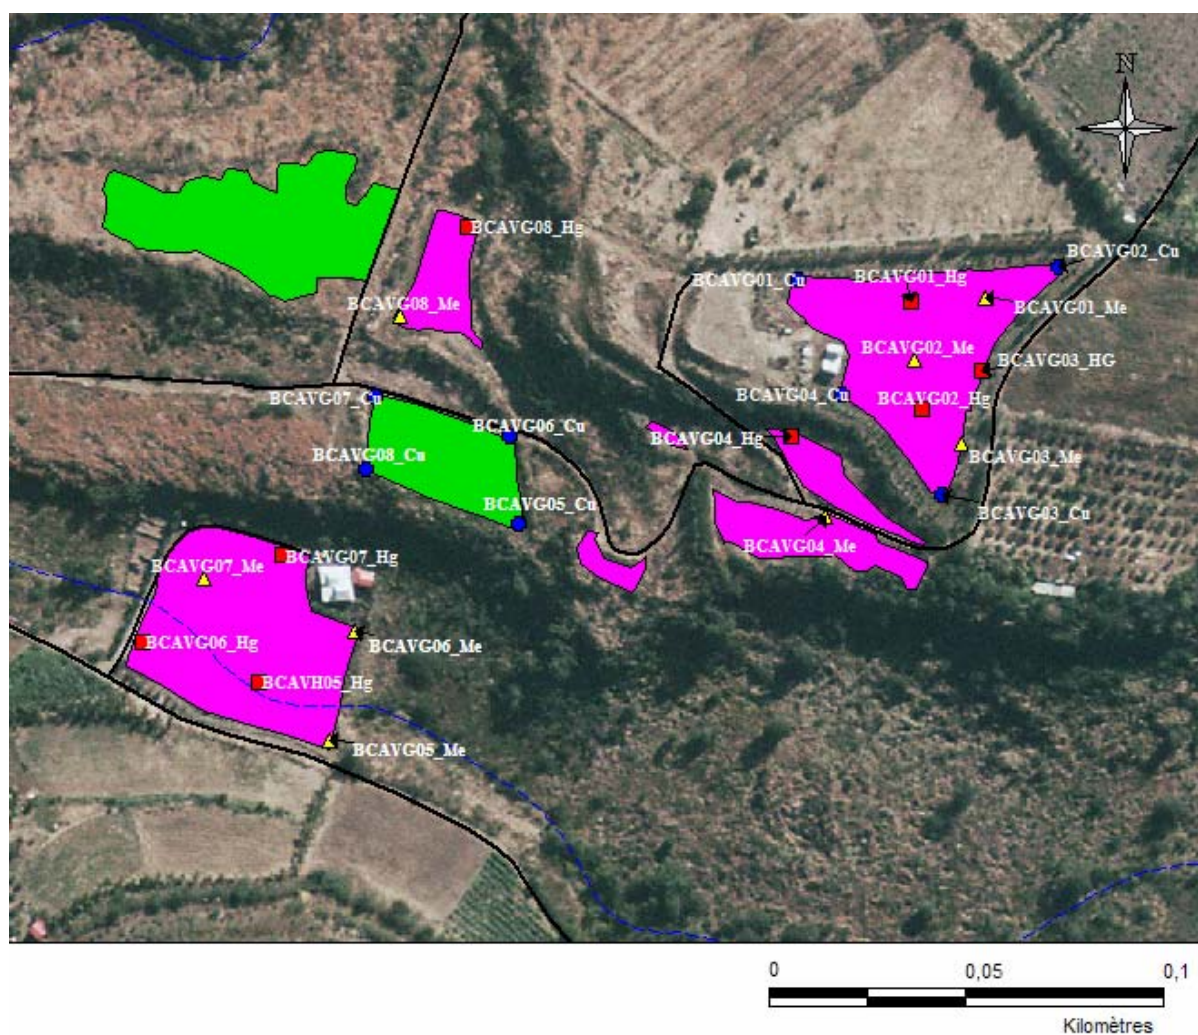 N
BCAVG08_Hg
BCAVG02_Cu
BCAVG01_Cu
BCAVG01_Hg
BCAVG08_Me
BCAVG01_Me
BCAVG02_Me
BCAVG03_HG
BCAVG07_Cu
BCAVG04_Cu
BCAVG02_Hg
BCAVG06_Cu
BCAVG04_Hg
BCAVG08_Cu
BCAVG03_Me
BCAVG05_Cu
BCAVG03_Cu
BCAVG04_Me
BCAVG07_Hg
BCAVG07_Me
BCAVG06_Hg
BCAVG06_Me
BCAVH05_Hg
BCAVG05_Me
0 0,05 0,1
Kilomètres